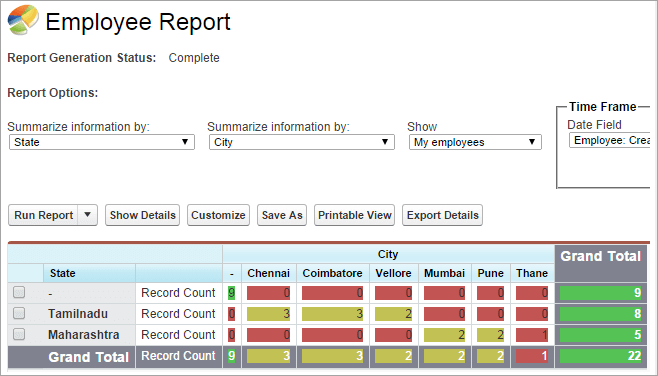 Employee Report
Report Generation Status: Complete
Report Options:
Time Frame
Summarize information by: Summarize information by: Show Date Field
State City My employees Employee: Crea
Run Report Show Details Customize Save As Printable View Export Details
City Grand Total
State - Chennai Coimbatore Vellore Mumbai Pune Thane
- Record Count 9 0 0 0 0 0 0 9
Tamilnadu Record Count 0 3 3 2 0 0 0 8
Maharashtra Record Count 0 0 0 0 2 2 1 5
Grand Total Record Count 9 3 3 2 2 2 1 22